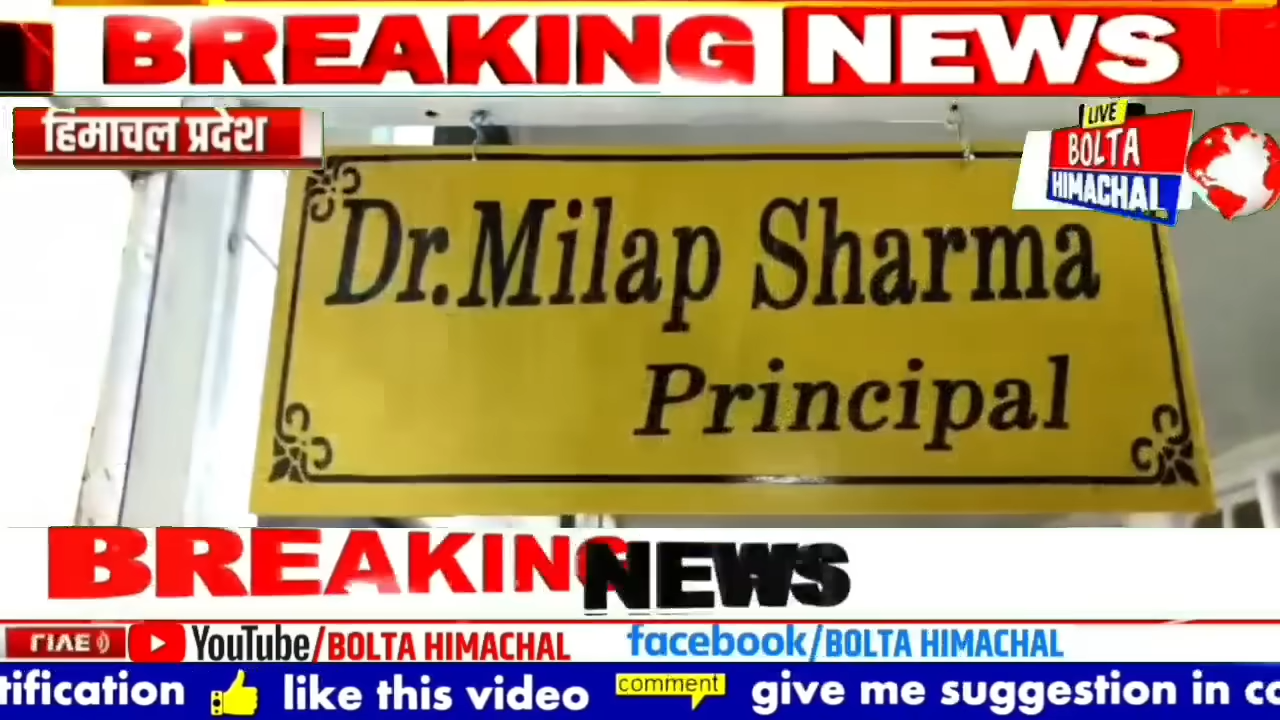 BREAKING NEWS
हिमाचल प्रदेश
LIVE
BOLTA
HIMACHAL
Dr.Milap Sharma
Principal
BREAKING NEWS
YouTube/BOLTA HIMACHAL facebook/BOLTA HIMACHAL
tification like this video comment give me suggestion in co